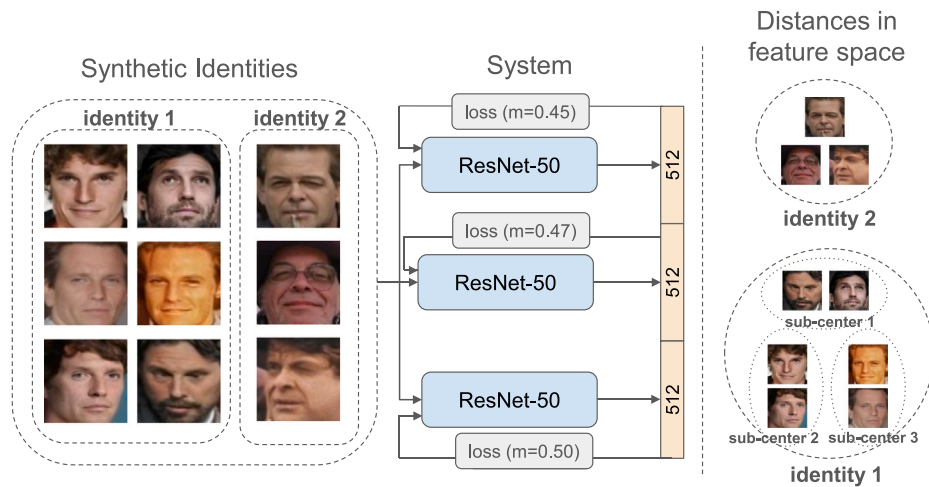 Synthetic Identities
identity 1
identity 2
System
loss (m=0.45)
ResNet-50
512
loss (m=0.47)
ResNet-50
512
ResNet-50
512
loss (m=0.50)
Distances in
feature space
identity 2
sub-center 1
sub-center 2
sub-center 3
identity 1